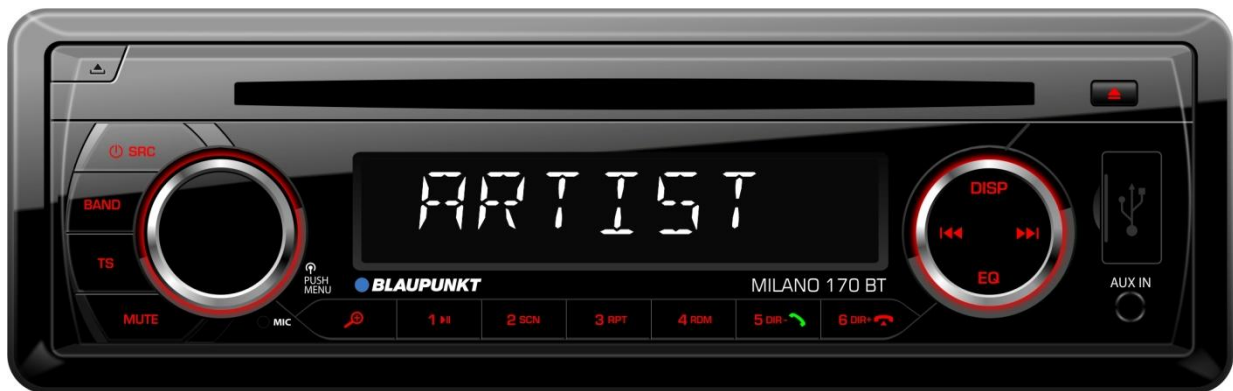 SRC
BAND
TS
MUTE
ARTIST
PUSH
MENU
MIC
BLAUPUNKT
MILANO 170 BT
1
2 SCN
3 RPT
4 RDM
5 DIR-
6 DIR+
DISP
EQ
AUX IN